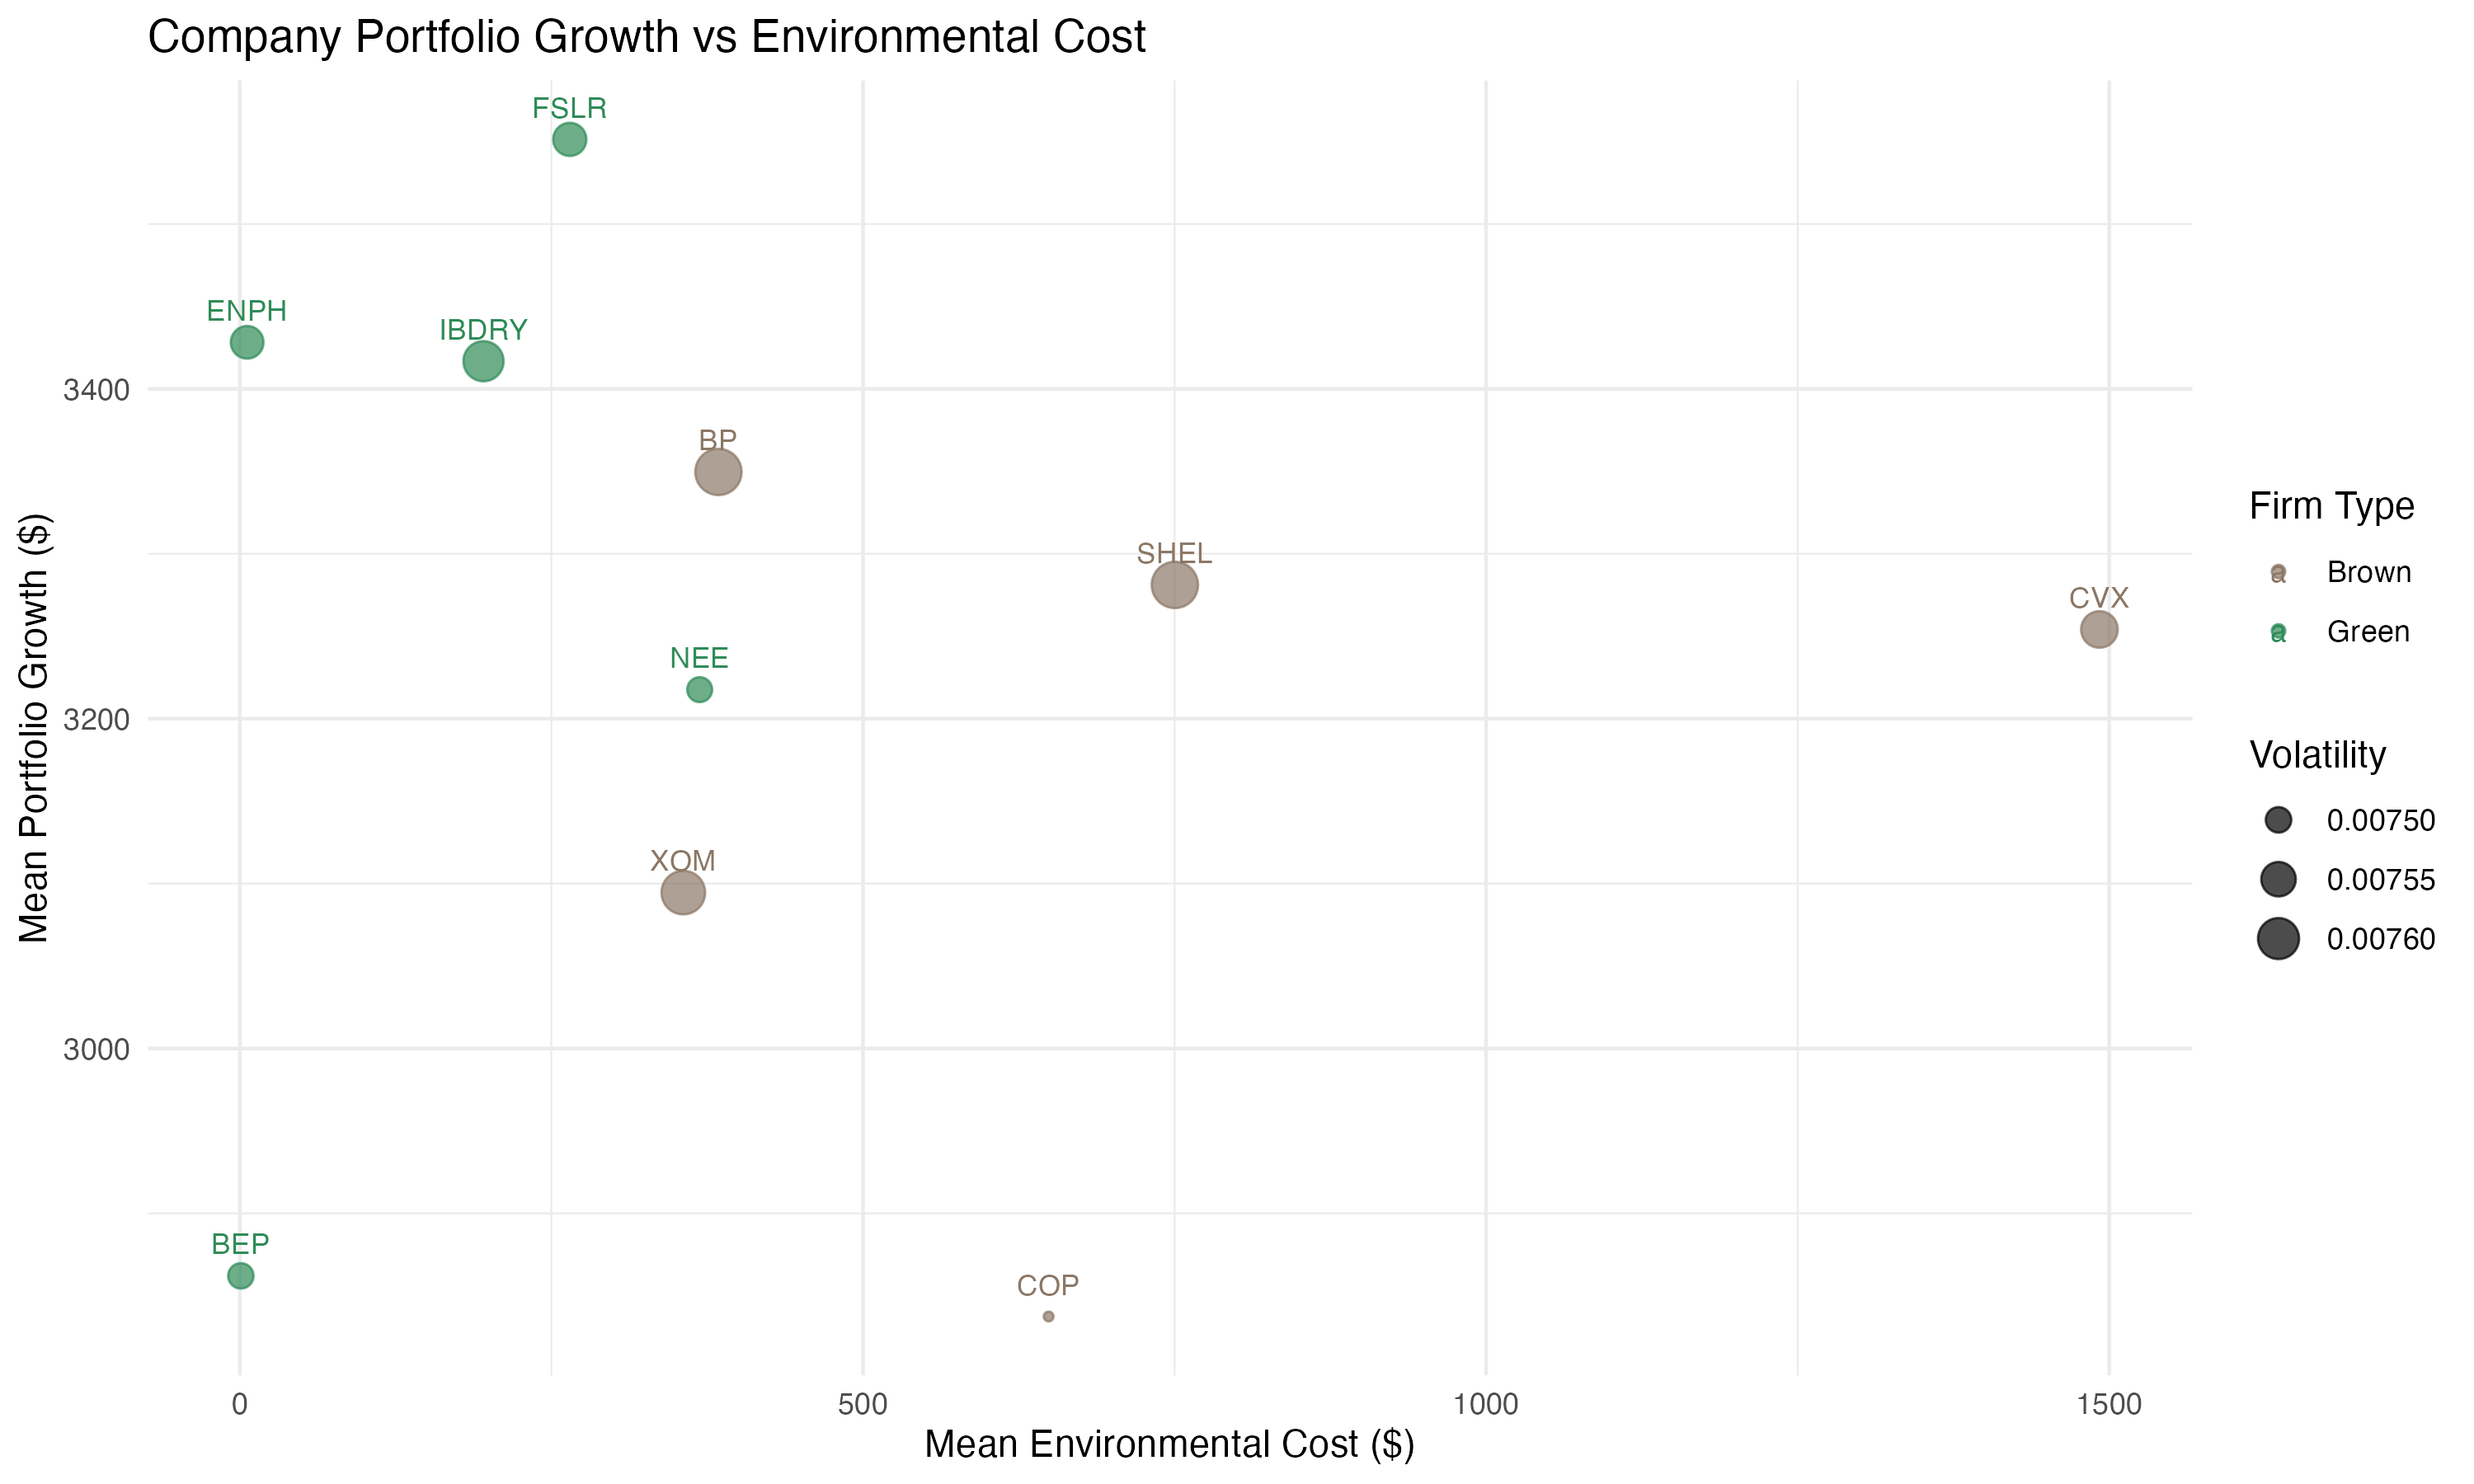 Company Portfolio Growth vs Environmental Cost
FSLR
ENPH
IBDRY
3400
BP
SHEL
CVX
NEE
3200
XOM
3000
BEP
COP
Mean Portfolio Growth ($)
0
500
1000
1500
Mean Environmental Cost ($)
Firm Type
a Brown
a Green
Volatility
0.00750
0.00755
0.00760